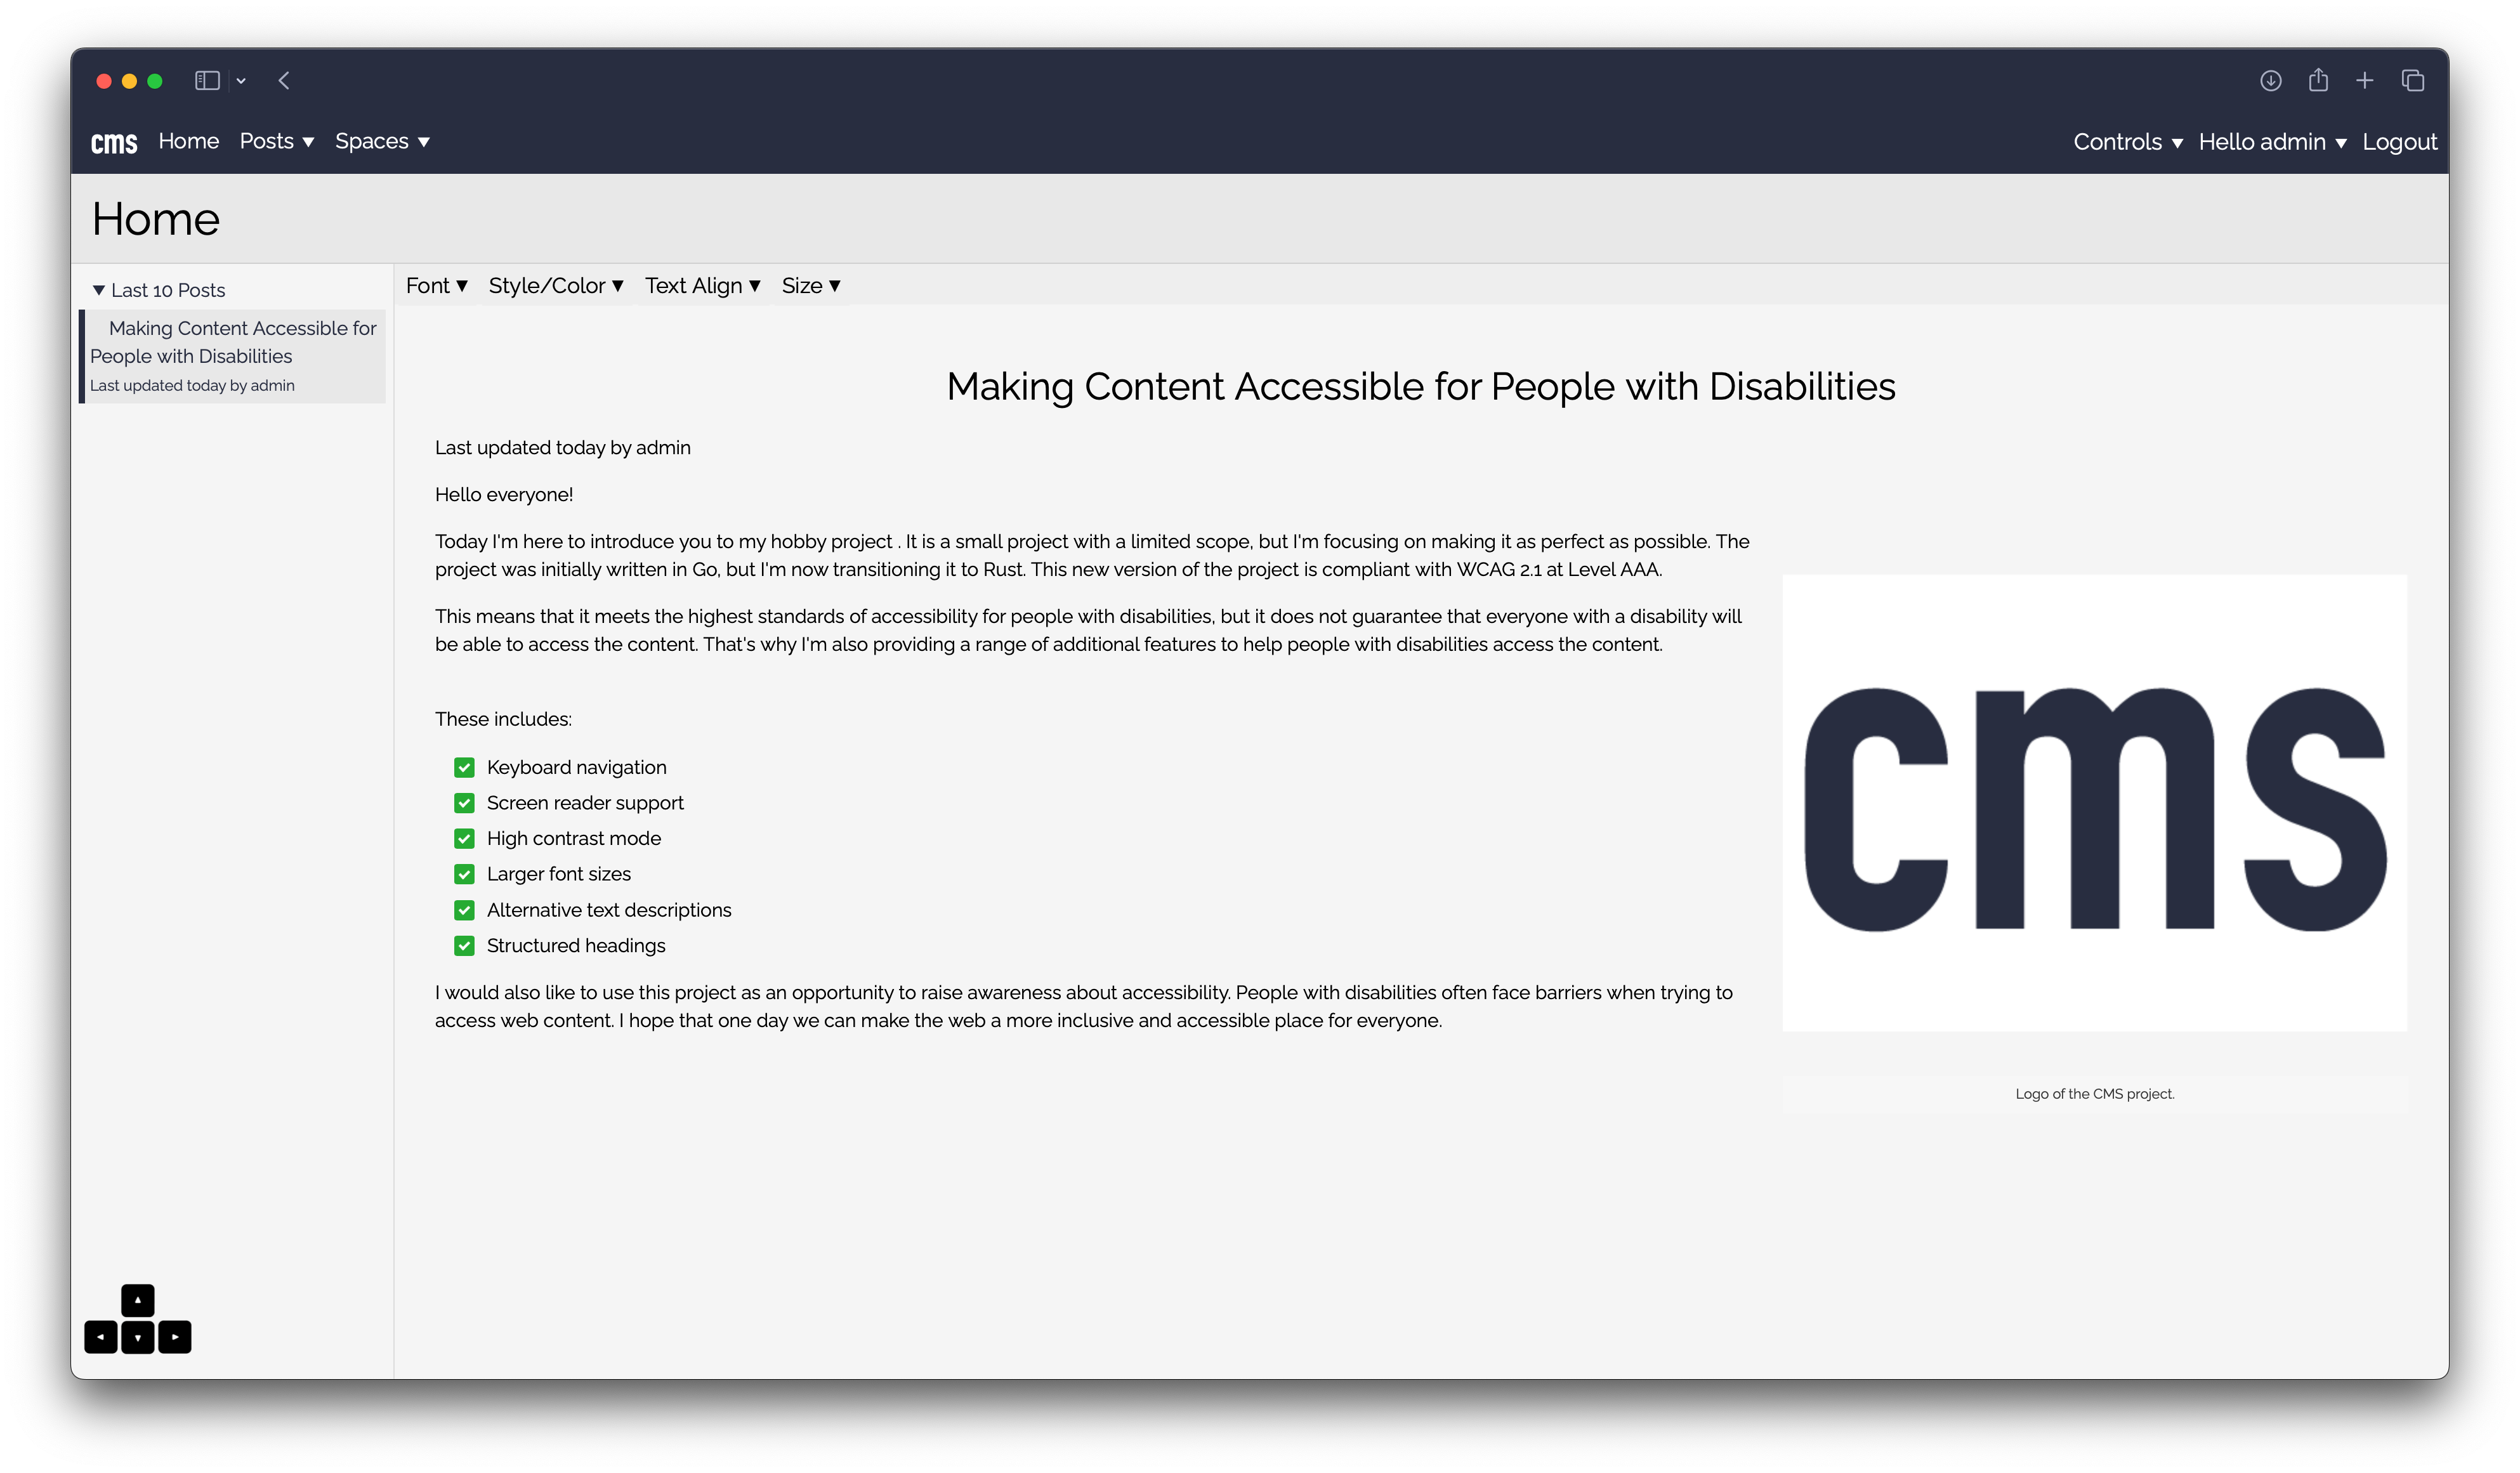 cms Home Posts ▼ Spaces ▼ Controls ▼ Hello admin ▼ Logout
Home
▼ Last 10 Posts
Making Content Accessible for
People with Disabilities
Last updated today by admin
Font ▼ Style/Color ▼ Text Align ▼ Size ▼
Making Content Accessible for People with Disabilities
Last updated today by admin
Hello everyone!
Today I'm here to introduce you to my hobby project . It is a small project with a limited scope, but I'm focusing on making it as perfect as possible. The
project was initially written in Go, but I'm now transitioning it to Rust. This new version of the project is compliant with WCAG 2.1 at Level AAA.
This means that it meets the highest standards of accessibility for people with disabilities, but it does not guarantee that everyone with a disability will
be able to access the content. That's why I'm also providing a range of additional features to help people with disabilities access the content.
These includes:
✅ Keyboard navigation
✅ Screen reader support
✅ High contrast mode
✅ Larger font sizes
✅ Alternative text descriptions
✅ Structured headings
I would also like to use this project as an opportunity to raise awareness about accessibility. People with disabilities often face barriers when trying to
access web content. I hope that one day we can make the web a more inclusive and accessible place for everyone.
cms
Logo of the CMS project.